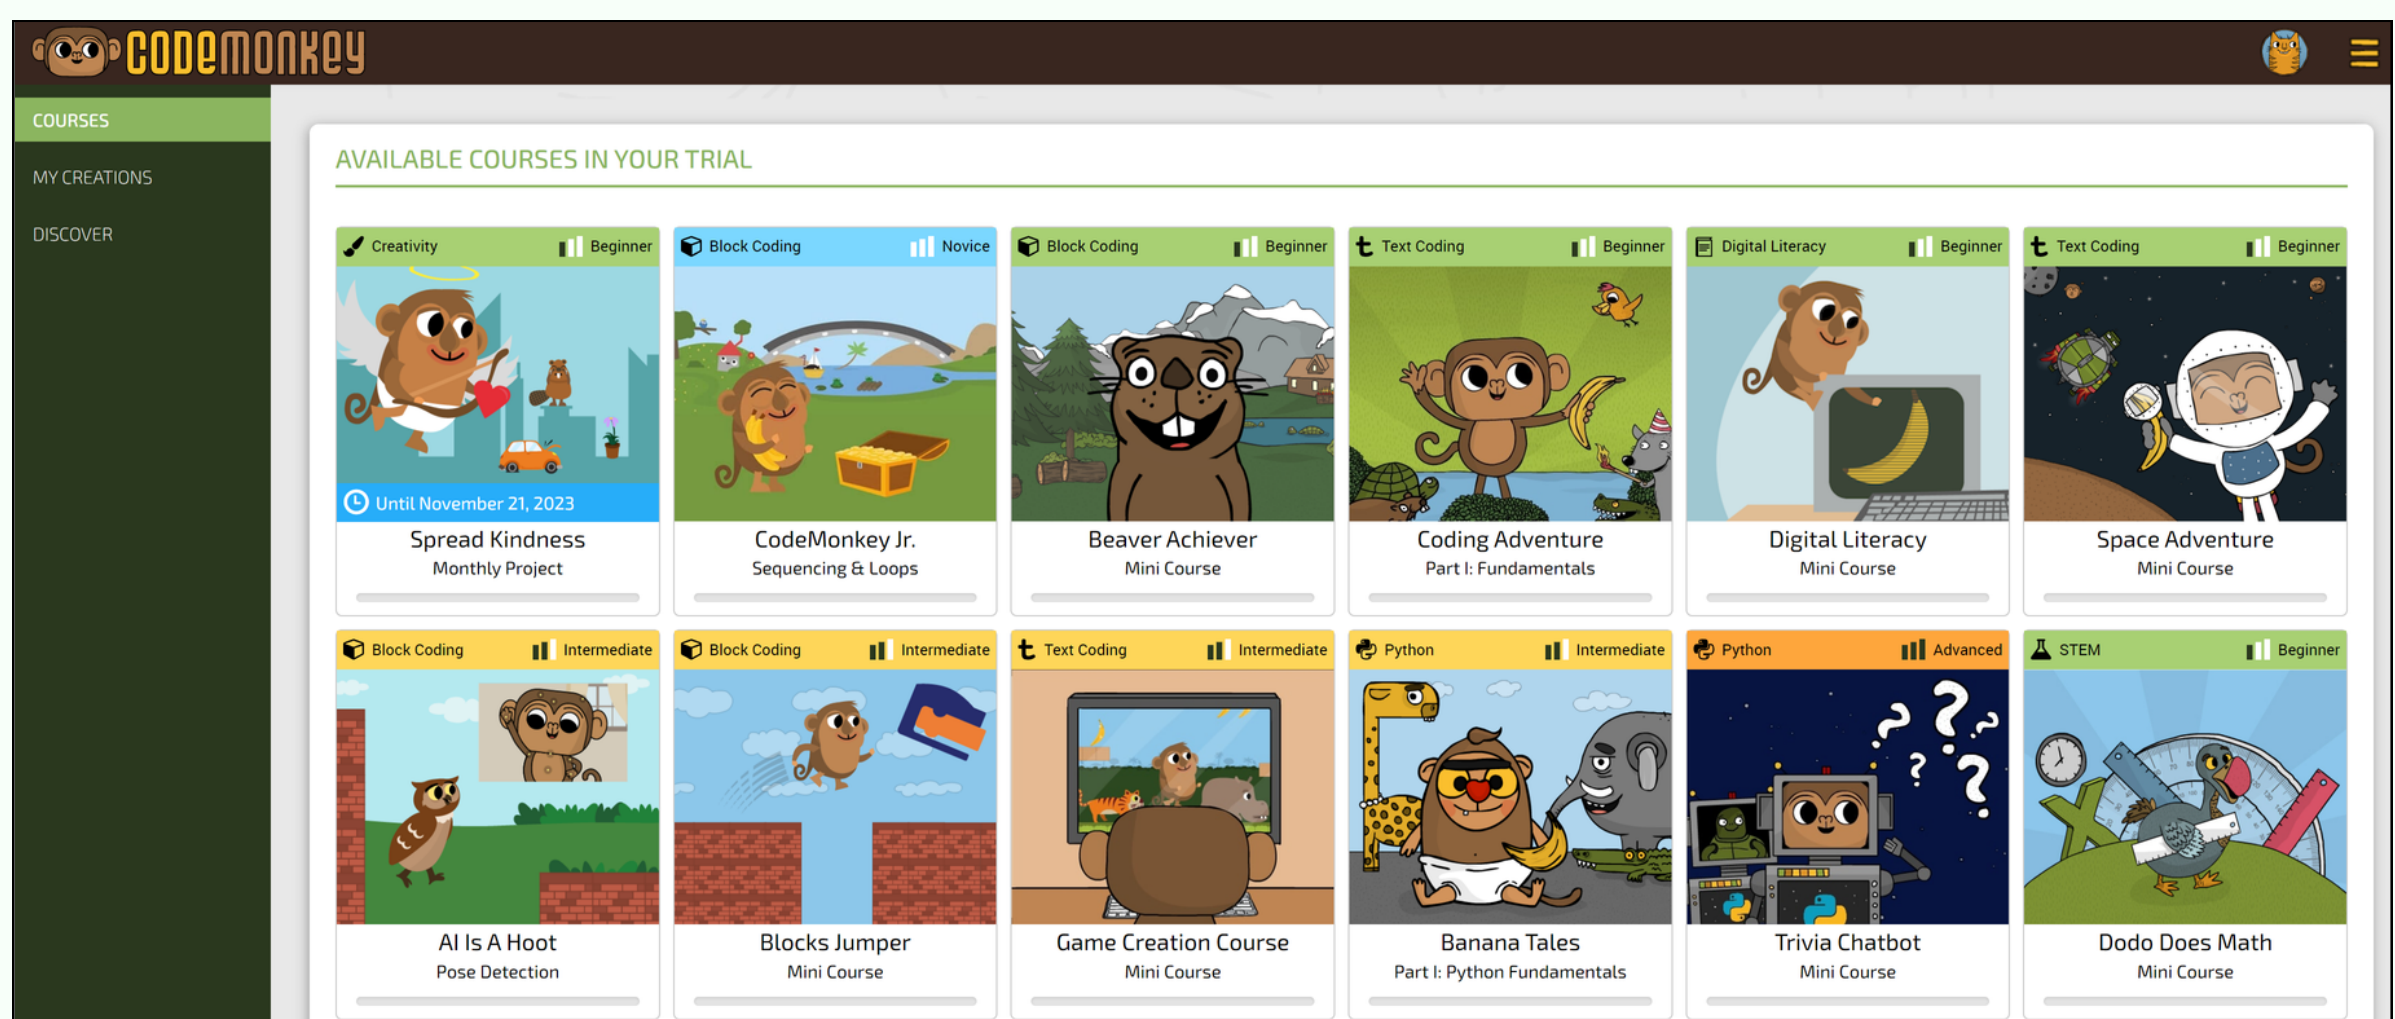 CODEMONKEY
COURSES
MY CREATIONS
DISCOVER
AVAILABLE COURSES IN YOUR TRIAL
Creativity Beginner
Until November 21, 2023
Spread Kindness
Monthly Project
Block Coding Novice
CodeMonkey Jr.
Sequencing & Loops
Block Coding Beginner
Beaver Achiever
Mini Course
Text Coding Beginner
Coding Adventure
Part I: Fundamentals
Digital Literacy Beginner
Digital Literacy
Mini Course
Text Coding Beginner
Space Adventure
Mini Course
Block Coding Intermediate
AI Is A Hoot
Pose Detection
Block Coding Intermediate
Blocks Jumper
Mini Course
Text Coding Intermediate
Game Creation Course
Mini Course
Python Intermediate
Banana Tales
Part I: Python Fundamentals
Python Advanced
? ? ? ? ?
Trivia Chatbot
Mini Course
STEM Beginner
Dodo Does Math
Mini Course